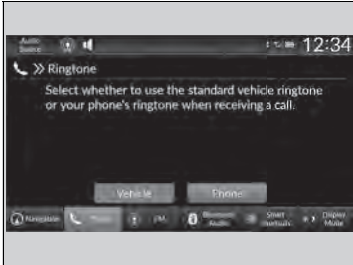 Audio
Source
12:34
Ringtone
Select whether to use the standard vehicle ringtone
or your phone's ringtone when receiving a call.
Vehicle
Phone
Navigation
Phone
FM
Bluetooth
Audio
Smart
Shortcuts
Display
Mode